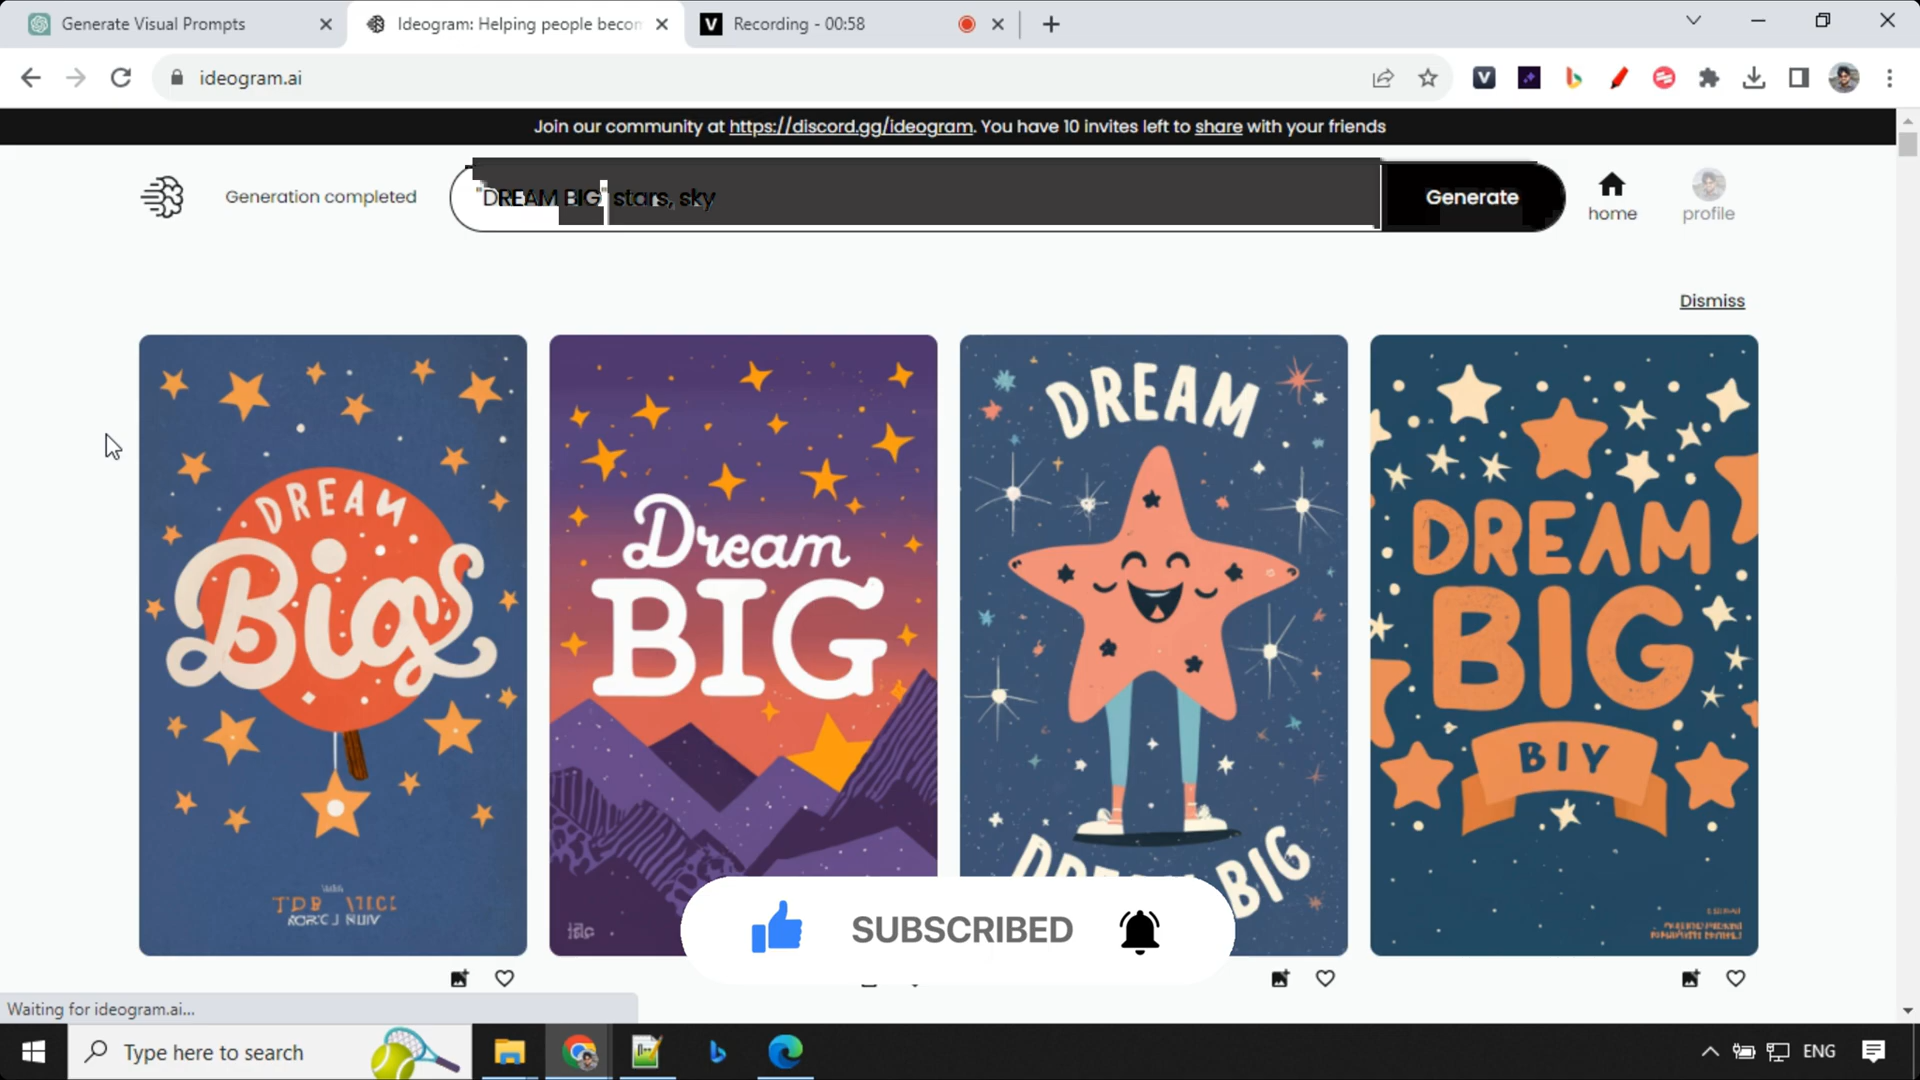 Generate Visual Prompts
Ideogram: Helping people becom
V
Recording - 00:58
ideogram.ai
V
Join our community at https://discord.gg/ideogram. You have 10 invites left to share with your friends
Generation completed
"DREAM BIG" stars, sky
Generate
home
profile
Dismiss
DREAM
Bigs
Dream
BIG
DREAM
BIG
DREAM
BIG
BIY
SUBSCRIBED
Waiting for ideogram.ai...
Type here to search
ENG